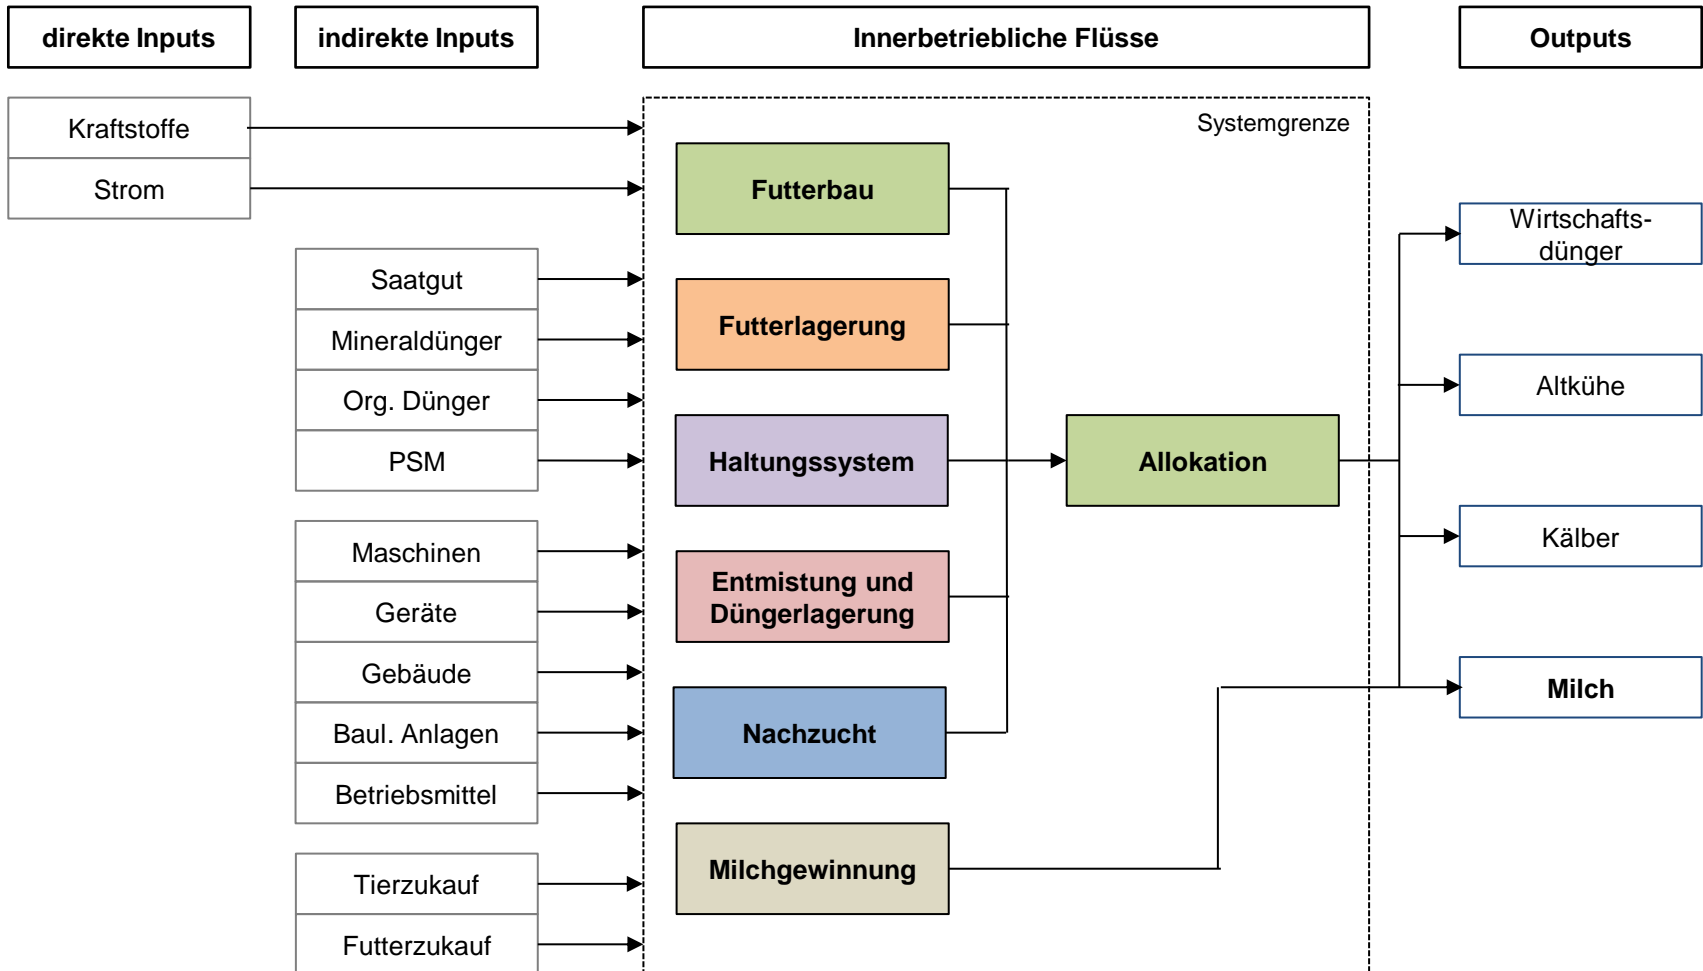 direkte Inputs
indirekte Inputs
Innerbetriebliche Flüsse
Outputs
Kraftstoffe
Strom
Saatgut
Mineraldünger
Org. Dünger
PSM
Maschinen
Geräte
Gebäude
Baul. Anlagen
Betriebsmittel
Tierzukauf
Futterzukauf
Systemgrenze
Futterbau
Futterlagerung
Haltungssystem
Entmistung und
Düngerlagerung
Nachzucht
Milchgewinnung
Allokation
Wirtschafts-
dünger
Altkühe
Kälber
Milch